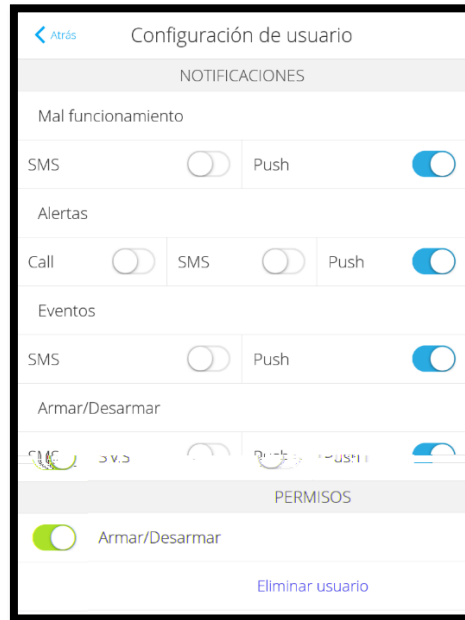 Atrás Configuración de usuario
NOTIFICACIONES
Mal funcionamiento
SMS Push
Alertas
Call SMS Push
Eventos
SMS Push
Armar/Desarmar
PERMISOS
Armar/Desarmar
Eliminar usuario